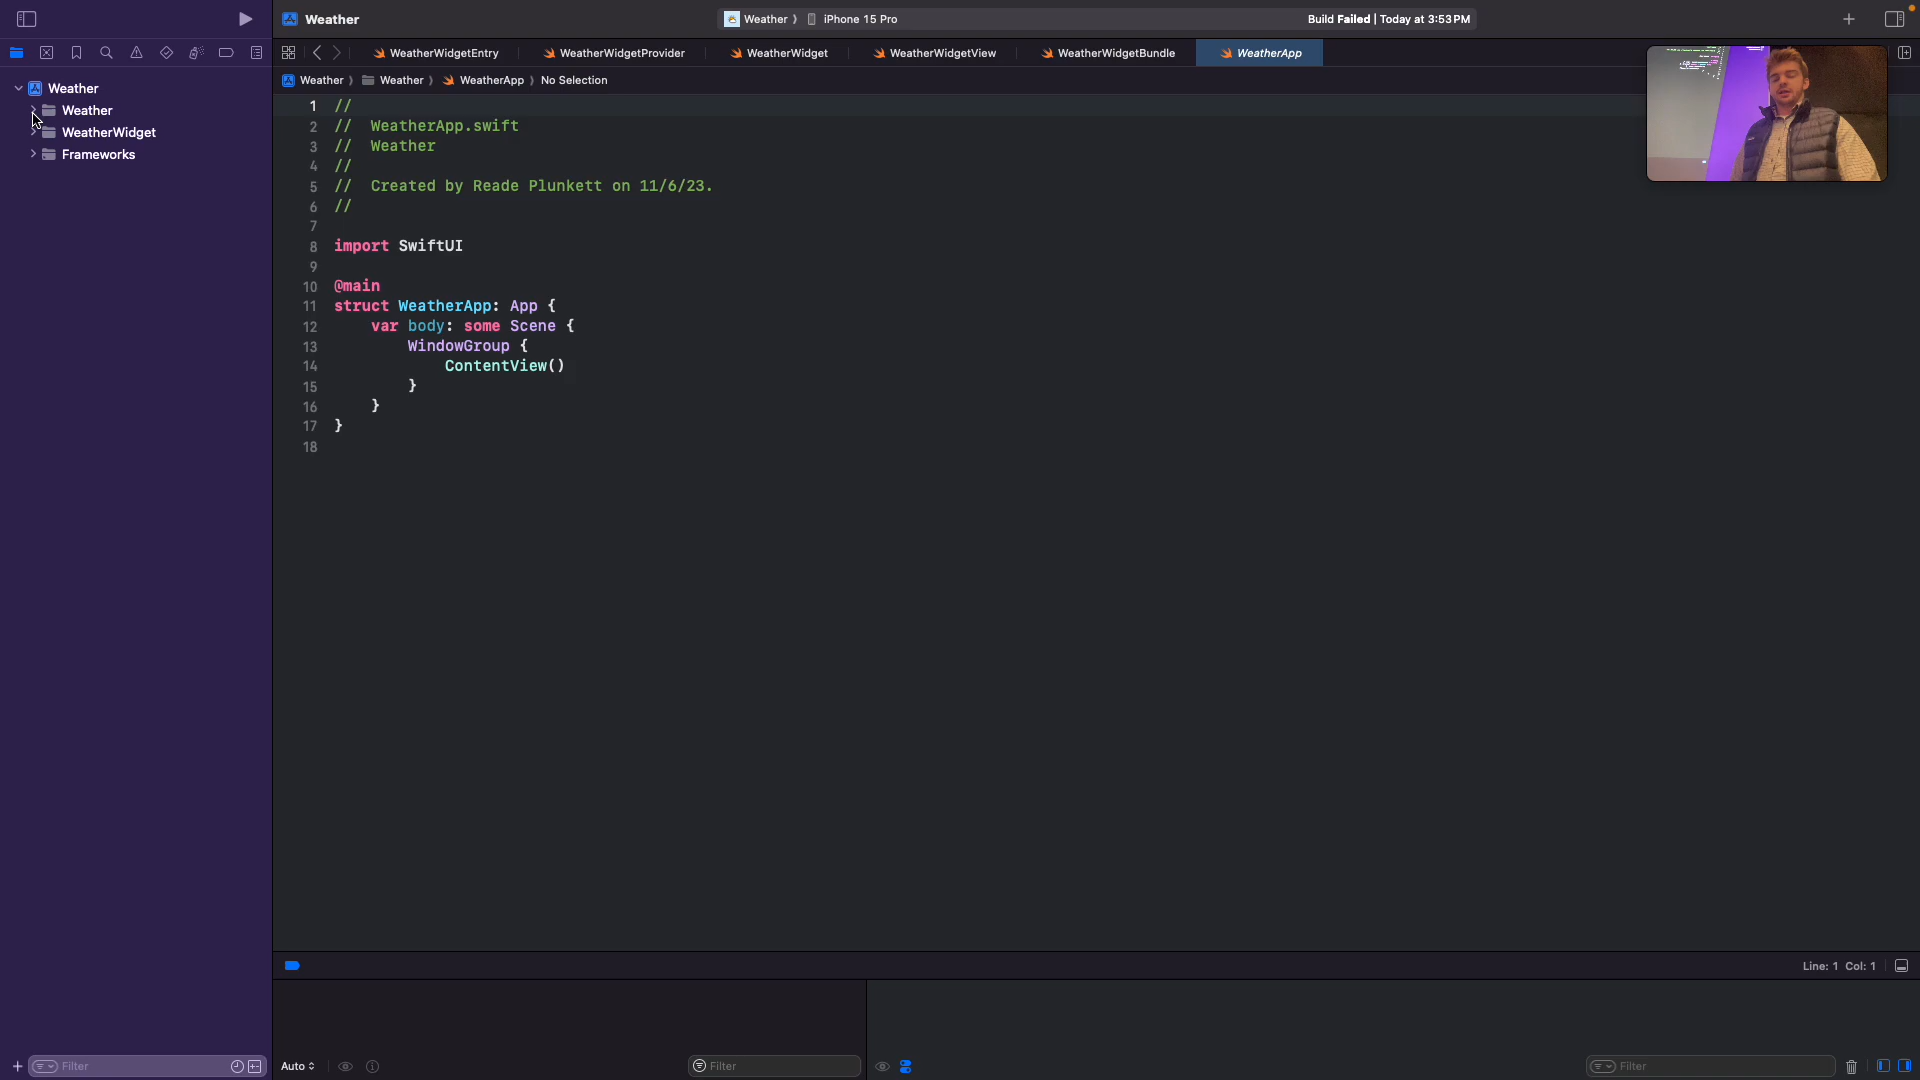 Weather
Weather
WeatherWidget
Frameworks
Filter
Weather
Weather
iPhone 15 Pro
Build Failed | Today at 3:53 PM
WeatherWidgetEntry
WeatherWidgetProvider
WeatherWidget
WeatherWidgetView
WeatherWidgetBundle
WeatherApp
Weather
Weather
WeatherApp
No Selection
1 //
2 // WeatherApp.swift
3 // Weather
4 //
5 // Created by Reade Plunkett on 11/6/23.
6 //
7
8 import SwiftUI
9
10 @main
11 struct WeatherApp: App {
12 var body: some Scene {
13 WindowGroup {
14 ContentView()
15 }
16 }
17 }
18
Line: 1 Col: 1
Auto
Filter
Filter